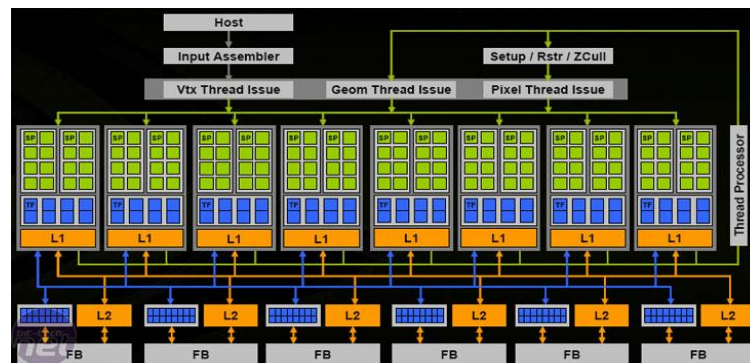 Host
Input Assembler
Setup / Rstr / ZCull
Vtx Thread Issue
Geom Thread Issue
Pixel Thread Issue
SP SP SP SP SP SP SP SP SP SP SP SP SP SP SP SP
Thread Processor
TF TF TF TF TF TF TF TF
L1 L1 L1 L1 L1 L1 L1 L1
L2 L2 L2 L2 L2 L2
FB FB FB FB FB FB